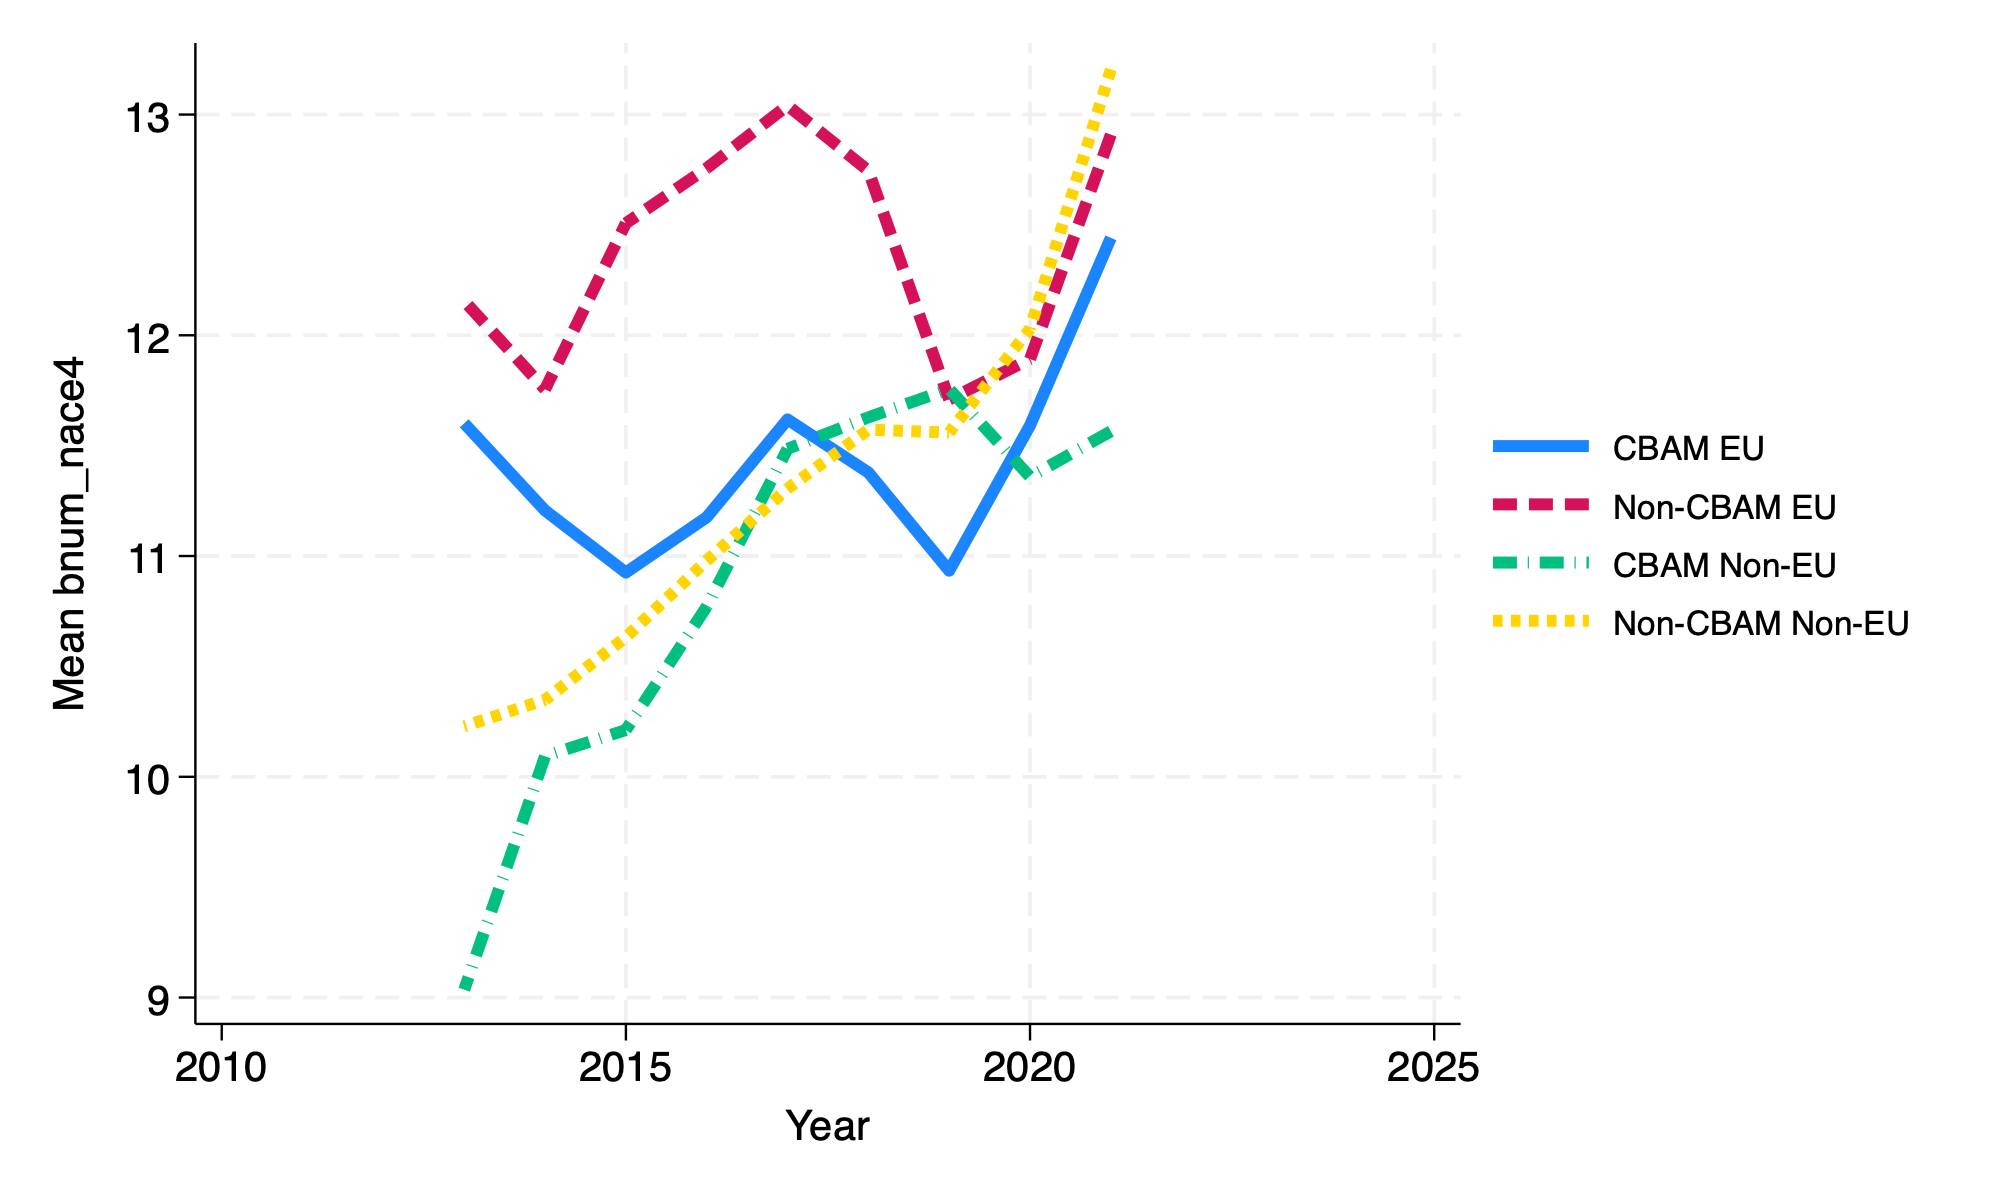 Mean bnum_nace4
13
12
11
10
9
2010 2015 2020 2025
Year
CBAM EU
Non-CBAM EU
CBAM Non-EU
Non-CBAM Non-EU